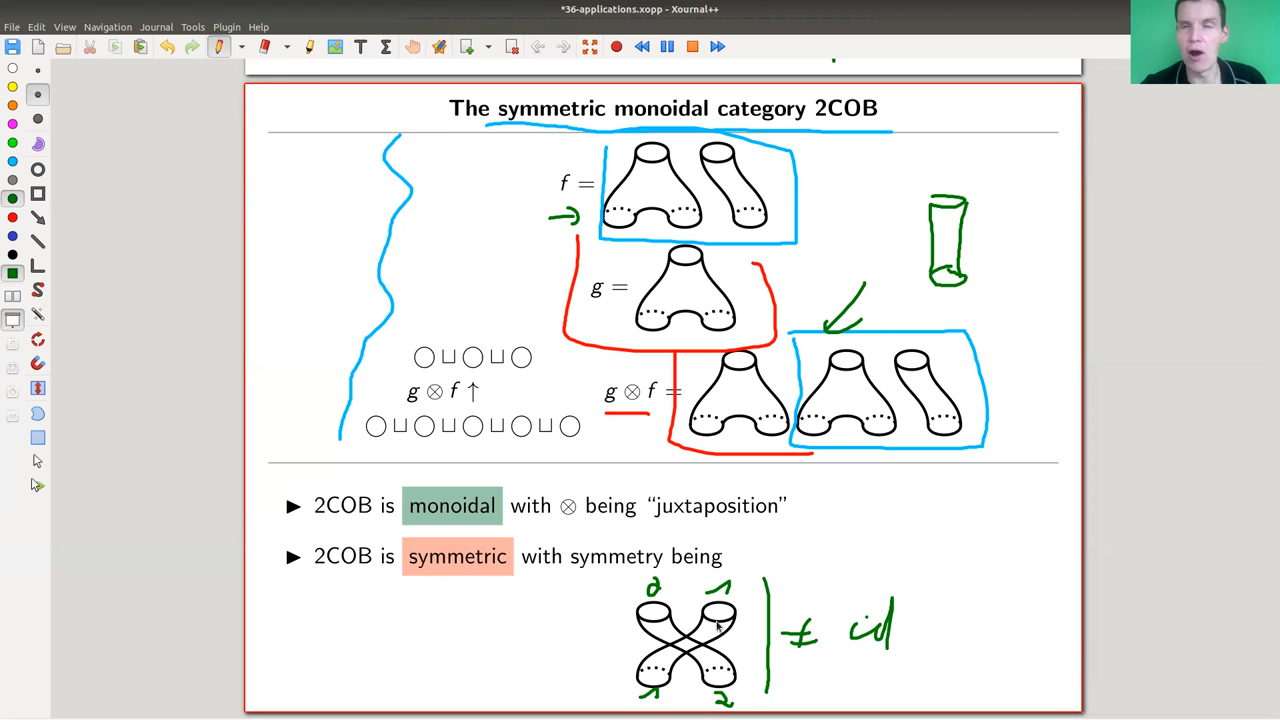 *36-applications.xopp - Xournal++
File Edit View Navigation Journal Tools Plugin Help
The symmetric monoidal category 2COB
f =
g =
◯ ⊔ ◯ ⊔ ◯
g ⊗ f ↑
g ⊗ f =
◯ ⊔ ◯ ⊔ ◯ ⊔ ◯ ⊔ ◯
► 2COB is monoidal with ⊗ being “juxtaposition”
► 2COB is symmetric with symmetry being
2 1
≠ id
1 2